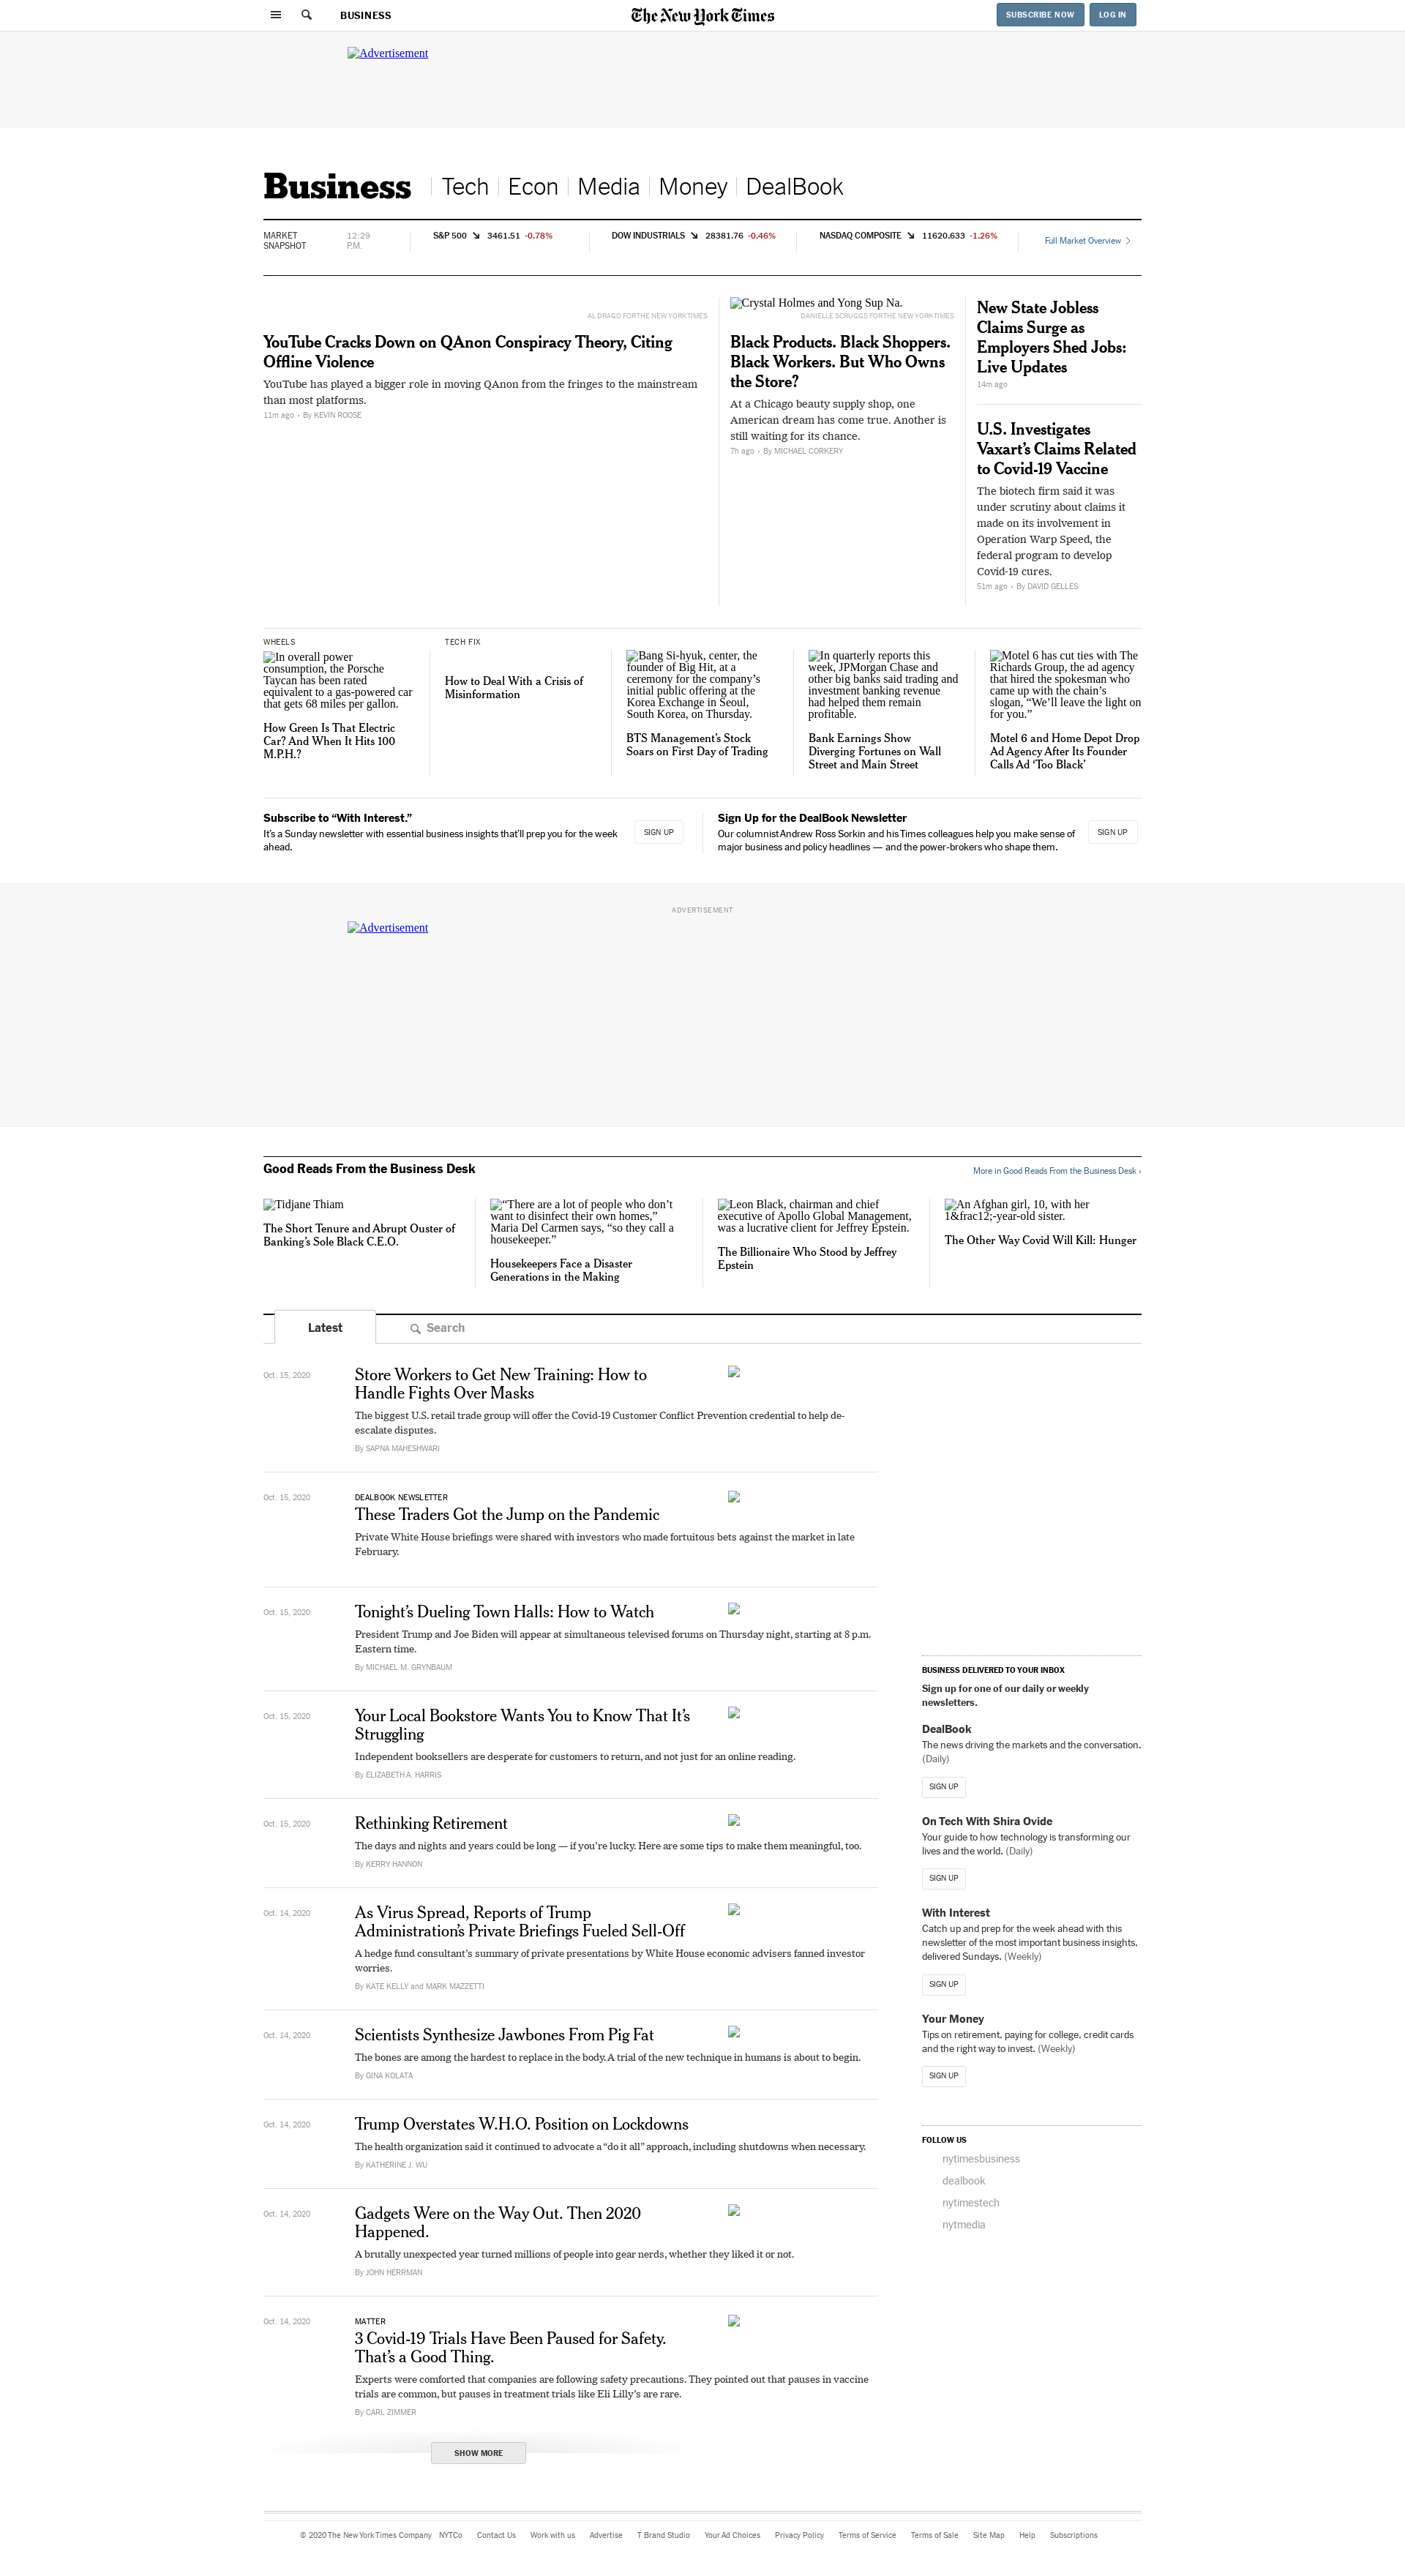 BUSINESS
The New York Times
SUBSCRIBE NOW
LOG IN
Advertisement
Business
Tech
Econ
Media
Money
DealBook
MARKET
SNAPSHOT
12:29
P.M.
S&P 500 3461.51 -0.78%
DOW INDUSTRIALS 28381.76 -0.46%
NASDAQ COMPOSITE 11620.633 -1.26%
Full Market Overview
AL DRAGO FOR THE NEW YORK TIMES
YouTube Cracks Down on QAnon Conspiracy Theory, Citing
Offline Violence
YouTube has played a bigger role in moving QAnon from the fringes to the mainstream
than most platforms.
11m ago • By KEVIN ROOSE
Crystal Holmes and Yong Sup Na.
DANIELLE SCRUGGS FOR THE NEW YORK TIMES
Black Products. Black Shoppers.
Black Workers. But Who Owns
the Store?
At a Chicago beauty supply shop, one
American dream has come true. Another is
still waiting for its chance.
7h ago • By MICHAEL CORKERY
New State Jobless
Claims Surge as
Employers Shed Jobs:
Live Updates
14m ago
U.S. Investigates
Vaxart’s Claims Related
to Covid-19 Vaccine
The biotech firm said it was
under scrutiny about claims it
made on its involvement in
Operation Warp Speed, the
federal program to develop
Covid-19 cures.
51m ago • By DAVID GELLES
WHEELS
In overall power
consumption, the Porsche
Taycan has been rated
equivalent to a gas-powered car
that gets 68 miles per gallon.
How Green Is That Electric
Car? And When It Hits 100
M.P.H.?
TECH FIX
How to Deal With a Crisis of
Misinformation
Bang Si-hyuk, center, the
founder of Big Hit, at a
ceremony for the company’s
initial public offering at the
Korea Exchange in Seoul,
South Korea, on Thursday.
BTS Management’s Stock
Soars on First Day of Trading
In quarterly reports this
week, JPMorgan Chase and
other big banks said trading and
investment banking revenue
had helped them remain
profitable.
Bank Earnings Show
Diverging Fortunes on Wall
Street and Main Street
Motel 6 has cut ties with The
Richards Group, the ad agency
that hired the spokesman who
came up with the chain’s
slogan, “We’ll leave the light on
for you.”
Motel 6 and Home Depot Drop
Ad Agency After Its Founder
Calls Ad ‘Too Black’
Subscribe to “With Interest.”
It’s a Sunday newsletter with essential business insights that’ll prep you for the week
ahead.
SIGN UP
Sign Up for the DealBook Newsletter
Our columnist Andrew Ross Sorkin and his Times colleagues help you make sense of
major business and policy headlines — and the power-brokers who shape them.
SIGN UP
ADVERTISEMENT
Advertisement
Good Reads From the Business Desk
More in Good Reads From the Business Desk ›
Tidjane Thiam
The Short Tenure and Abrupt Ouster of
Banking’s Sole Black C.E.O.
“There are a lot of people who don’t
want to disinfect their own homes,”
Maria Del Carmen says, “so they call a
housekeeper.”
Housekeepers Face a Disaster
Generations in the Making
Leon Black, chairman and chief
executive of Apollo Global Management,
was a lucrative client for Jeffrey Epstein.
The Billionaire Who Stood by Jeffrey
Epstein
An Afghan girl, 10, with her
1&frac12;-year-old sister.
The Other Way Covid Will Kill: Hunger
Latest
Search
Oct. 15, 2020
Store Workers to Get New Training: How to
Handle Fights Over Masks
The biggest U.S. retail trade group will offer the Covid-19 Customer Conflict Prevention credential to help de-
escalate disputes.
By SAPNA MAHESHWARI
Oct. 15, 2020
DEALBOOK NEWSLETTER
These Traders Got the Jump on the Pandemic
Private White House briefings were shared with investors who made fortuitous bets against the market in late
February.
Oct. 15, 2020
Tonight’s Dueling Town Halls: How to Watch
President Trump and Joe Biden will appear at simultaneous televised forums on Thursday night, starting at 8 p.m.
Eastern time.
By MICHAEL M. GRYNBAUM
Oct. 15, 2020
Your Local Bookstore Wants You to Know That It’s
Struggling
Independent booksellers are desperate for customers to return, and not just for an online reading.
By ELIZABETH A. HARRIS
Oct. 15, 2020
Rethinking Retirement
The days and nights and years could be long — if you’re lucky. Here are some tips to make them meaningful, too.
By KERRY HANNON
Oct. 14, 2020
As Virus Spread, Reports of Trump
Administration’s Private Briefings Fueled Sell-Off
A hedge fund consultant’s summary of private presentations by White House economic advisers fanned investor
worries.
By KATE KELLY and MARK MAZZETTI
Oct. 14, 2020
Scientists Synthesize Jawbones From Pig Fat
The bones are among the hardest to replace in the body. A trial of the new technique in humans is about to begin.
By GINA KOLATA
Oct. 14, 2020
Trump Overstates W.H.O. Position on Lockdowns
The health organization said it continued to advocate a “do it all” approach, including shutdowns when necessary.
By KATHERINE J. WU
Oct. 14, 2020
Gadgets Were on the Way Out. Then 2020
Happened.
A brutally unexpected year turned millions of people into gear nerds, whether they liked it or not.
By JOHN HERRMAN
Oct. 14, 2020
MATTER
3 Covid-19 Trials Have Been Paused for Safety.
That’s a Good Thing.
Experts were comforted that companies are following safety precautions. They pointed out that pauses in vaccine
trials are common, but pauses in treatment trials like Eli Lilly’s are rare.
By CARL ZIMMER
SHOW MORE
BUSINESS DELIVERED TO YOUR INBOX
Sign up for one of our daily or weekly
newsletters.
DealBook
The news driving the markets and the conversation.
(Daily)
SIGN UP
On Tech With Shira Ovide
Your guide to how technology is transforming our
lives and the world. (Daily)
SIGN UP
With Interest
Catch up and prep for the week ahead with this
newsletter of the most important business insights,
delivered Sundays. (Weekly)
SIGN UP
Your Money
Tips on retirement, paying for college, credit cards
and the right way to invest. (Weekly)
SIGN UP
FOLLOW US
nytimesbusiness
dealbook
nytimestech
nytmedia
© 2020 The New York Times Company NYTCo Contact Us Work with us Advertise T Brand Studio Your Ad Choices Privacy Policy Terms of Service Terms of Sale Site Map Help Subscriptions